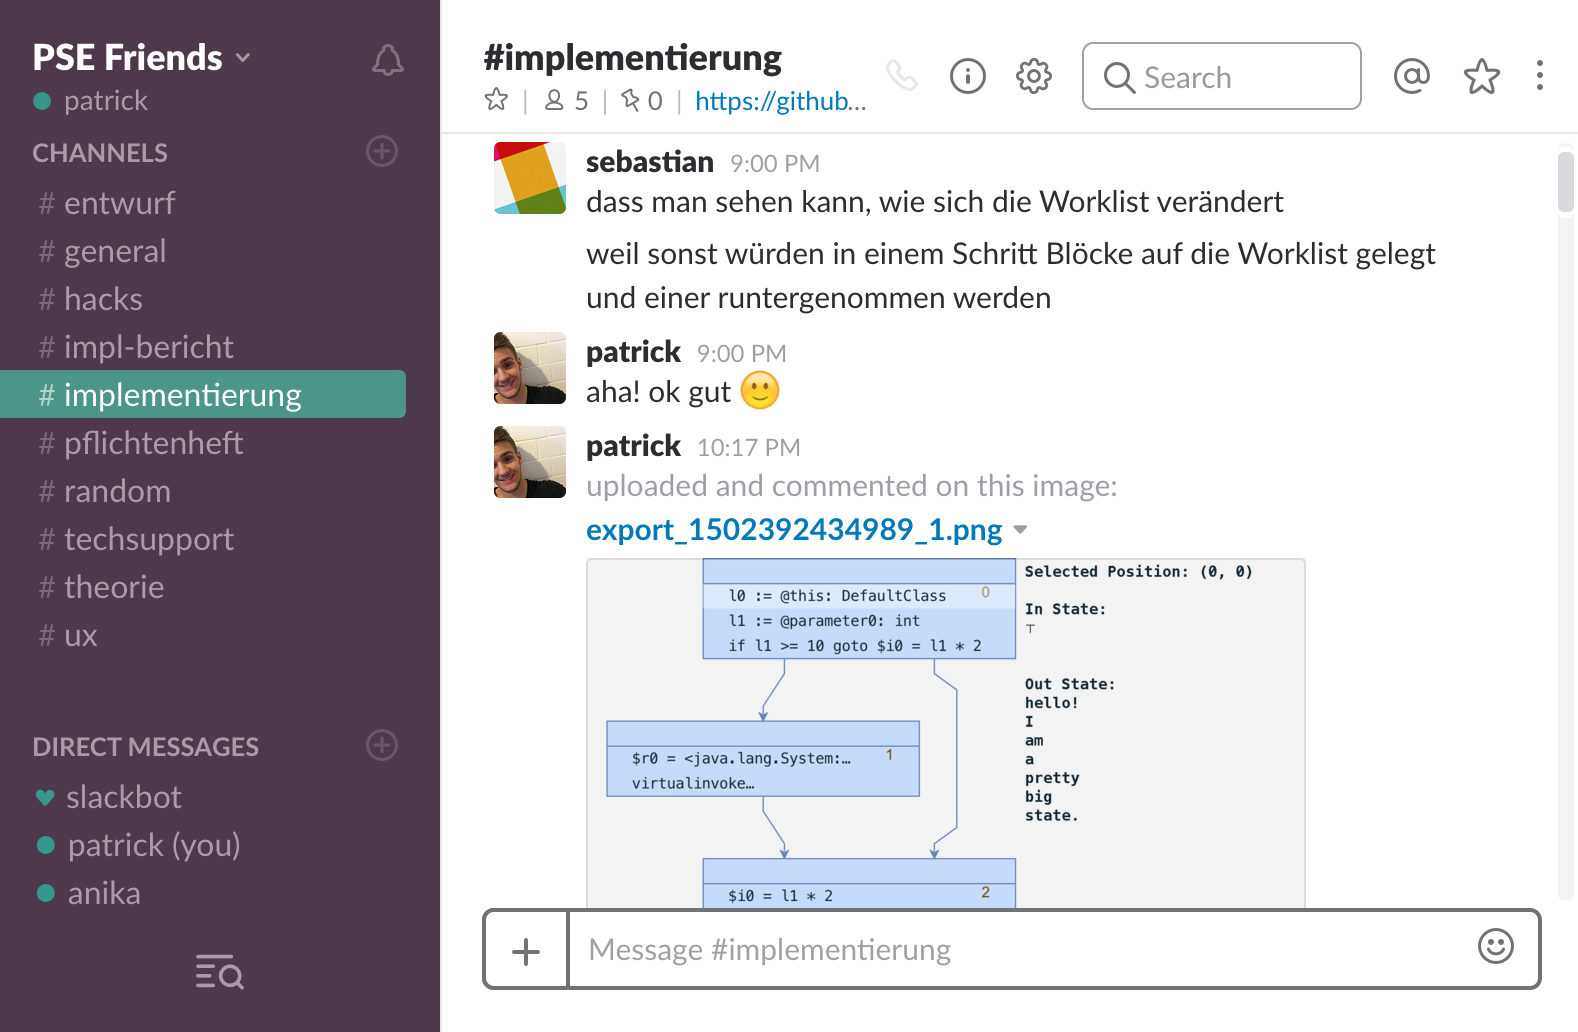 PSE Friends
patrick
CHANNELS
# entwurf
# general
# hacks
# impl-bericht
# implementierung
# pflichtenheft
# random
# techsupport
# theorie
# ux
DIRECT MESSAGES
slackbot
patrick (you)
anika
#implementierung
5 | 0 | https://github...
Search
sebastian 9:00 PM
dass man sehen kann, wie sich die Worklist verändert
weil sonst würden in einem Schritt Blöcke auf die Worklist gelegt
und einer runtergenommen werden
patrick 9:00 PM
aha! ok gut 🙂
patrick 10:17 PM
uploaded and commented on this image:
export_1502392434989_1.png
l0 := @this: DefaultClass 0
l1 := @parameter0: int
if l1 >= 10 goto $i0 = l1 * 2
$r0 = <java.lang.System:… 1
virtualinvoke…
$i0 = l1 * 2 2
Selected Position: (0, 0)
In State:
⊤
Out State:
hello!
I
am
a
pretty
big
state.
Message #implementierung